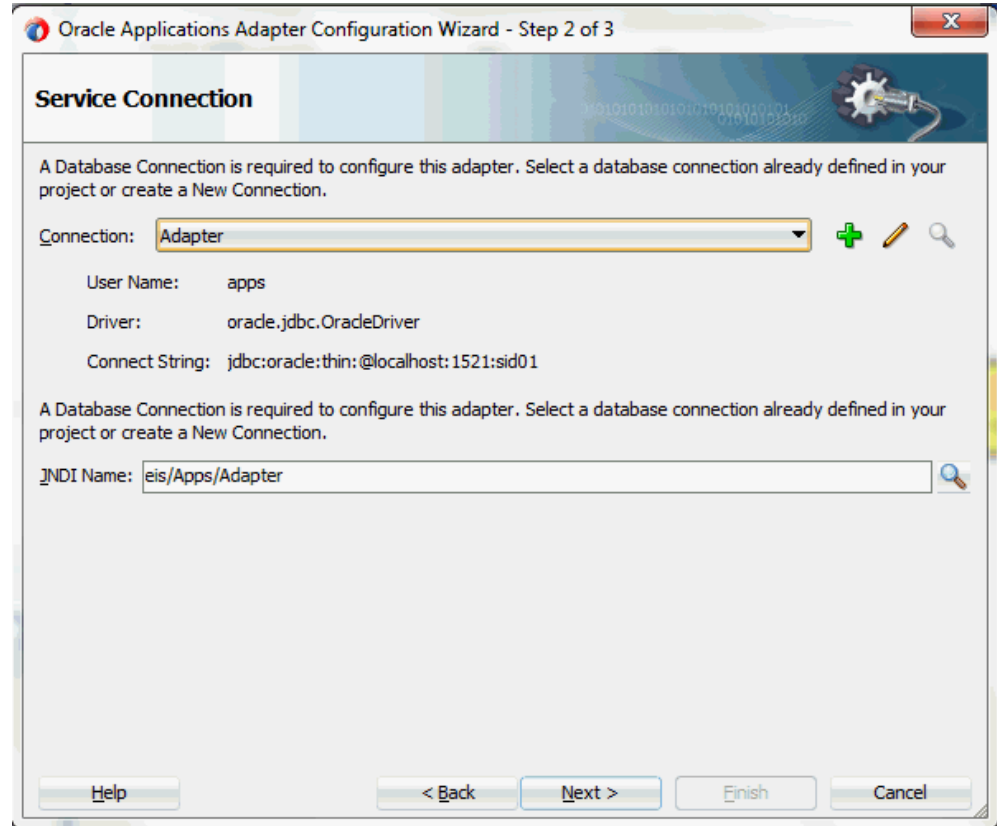 Oracle Applications Adapter Configuration Wizard - Step 2 of 3
Service Connection
A Database Connection is required to configure this adapter. Select a database connection already defined in your
project or create a New Connection.
Connection: Adapter
User Name: apps
Driver: oracle.jdbc.OracleDriver
Connect String: jdbc:oracle:thin:@localhost:1521:sid01
A Database Connection is required to configure this adapter. Select a database connection already defined in your
project or create a New Connection.
JNDI Name: eis/Apps/Adapter
Help < Back Next > Finish Cancel